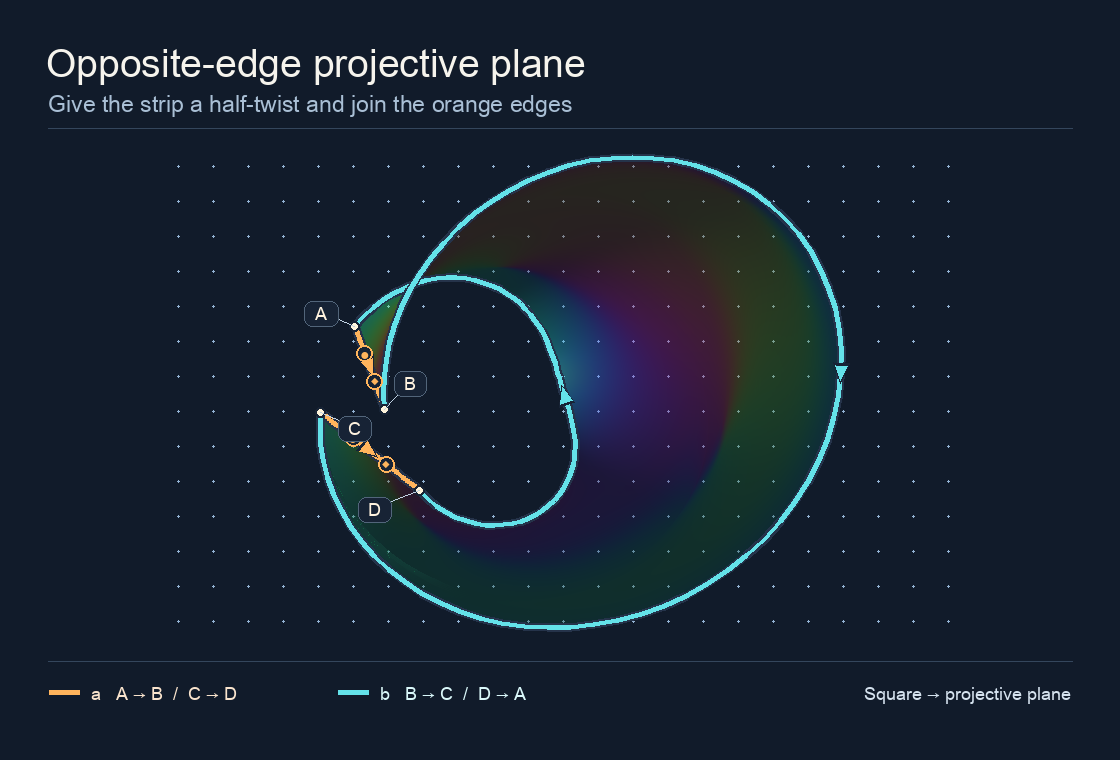 Opposite-edge projective plane
Give the strip a half-twist and join the orange edges
A
B
C
D
a A→B / C→D
b B→C / D→A
Square→projective plane